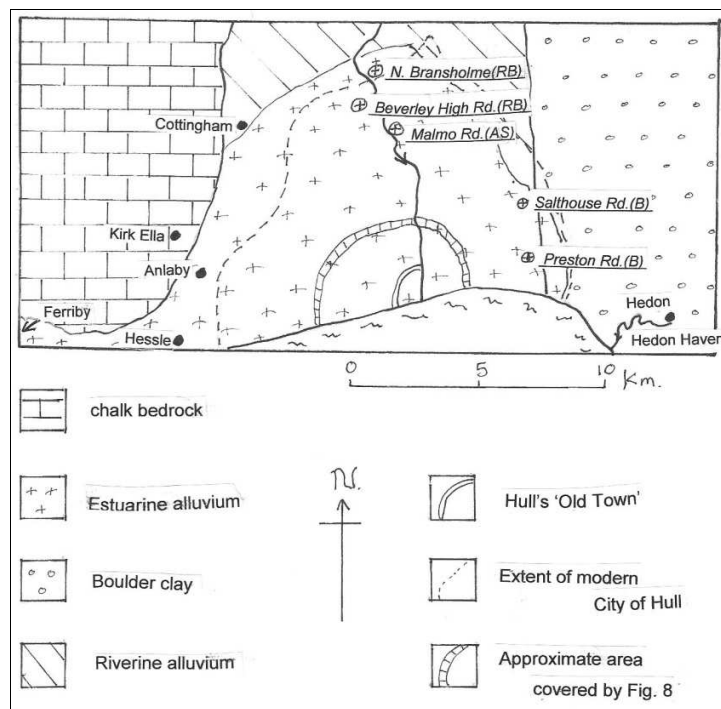 N. Bransholme(RB)
Beverley High Rd.(RB)
Cottingham
Malmo Rd.(AS)
Salthouse Rd.(B)
Kirk Ella
Preston Rd.(B)
Anlaby
Ferriby
Hedon
Hessle
Hedon Haven
0 5 10 Km.
chalk bedrock
N.
Estuarine alluvium
Hull's 'Old Town'
Boulder clay
Extent of modern
City of Hull
Riverine alluvium
Approximate area
covered by Fig. 8